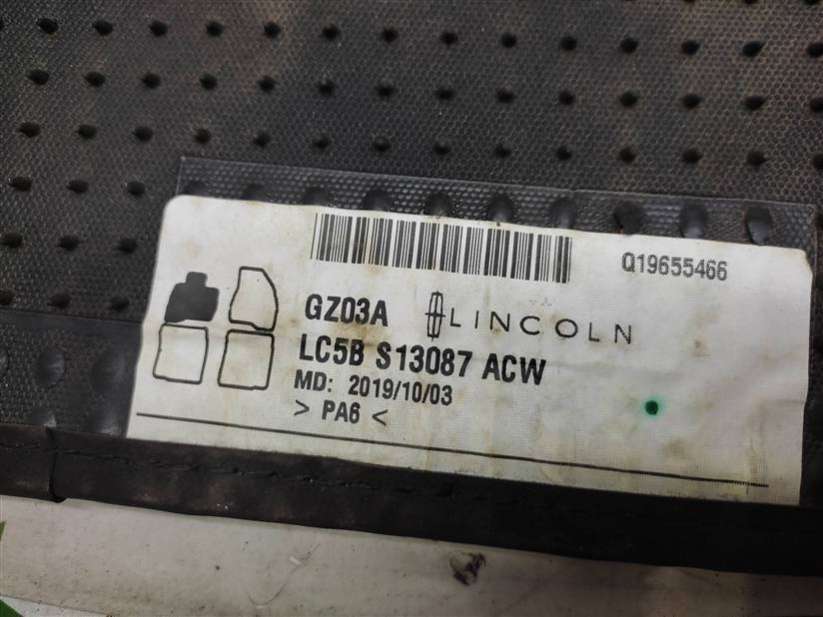 Q19655466
GZ03A LINCOLN
LC5B S13087 ACW
MD: 2019/10/03
> PA6 <